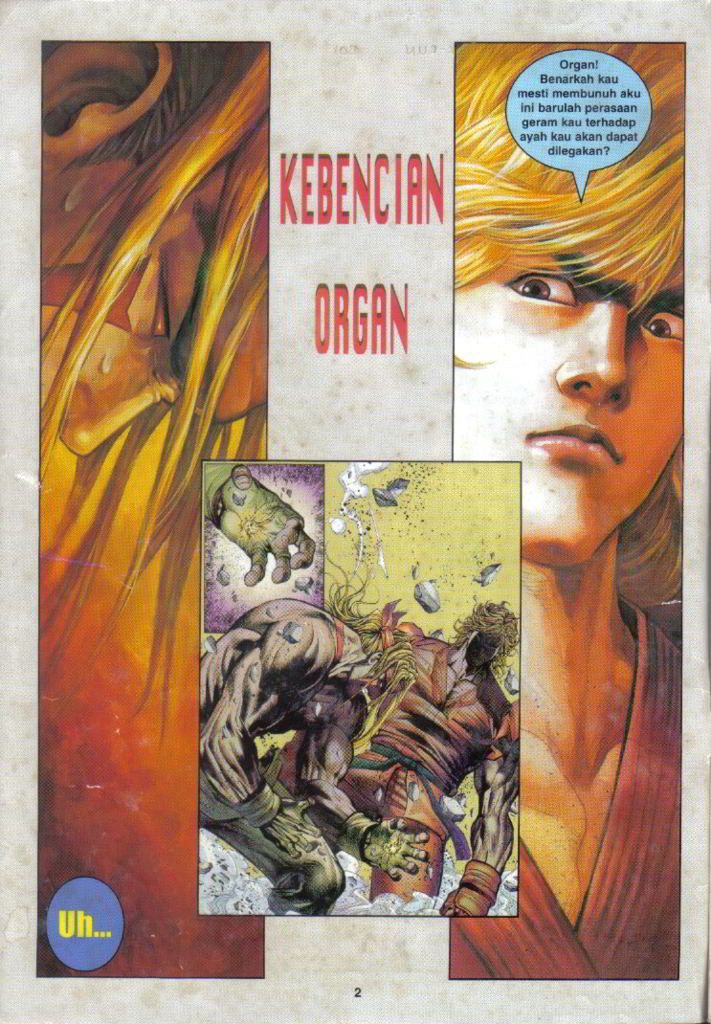 Organ!
Benarkah kau
mesti membunuh aku
ini barulah perasaan
geram kau terhadap
ayah kau akan dapat
dilegakan?
KEBENCIAN
ORGAN
Uh...
2